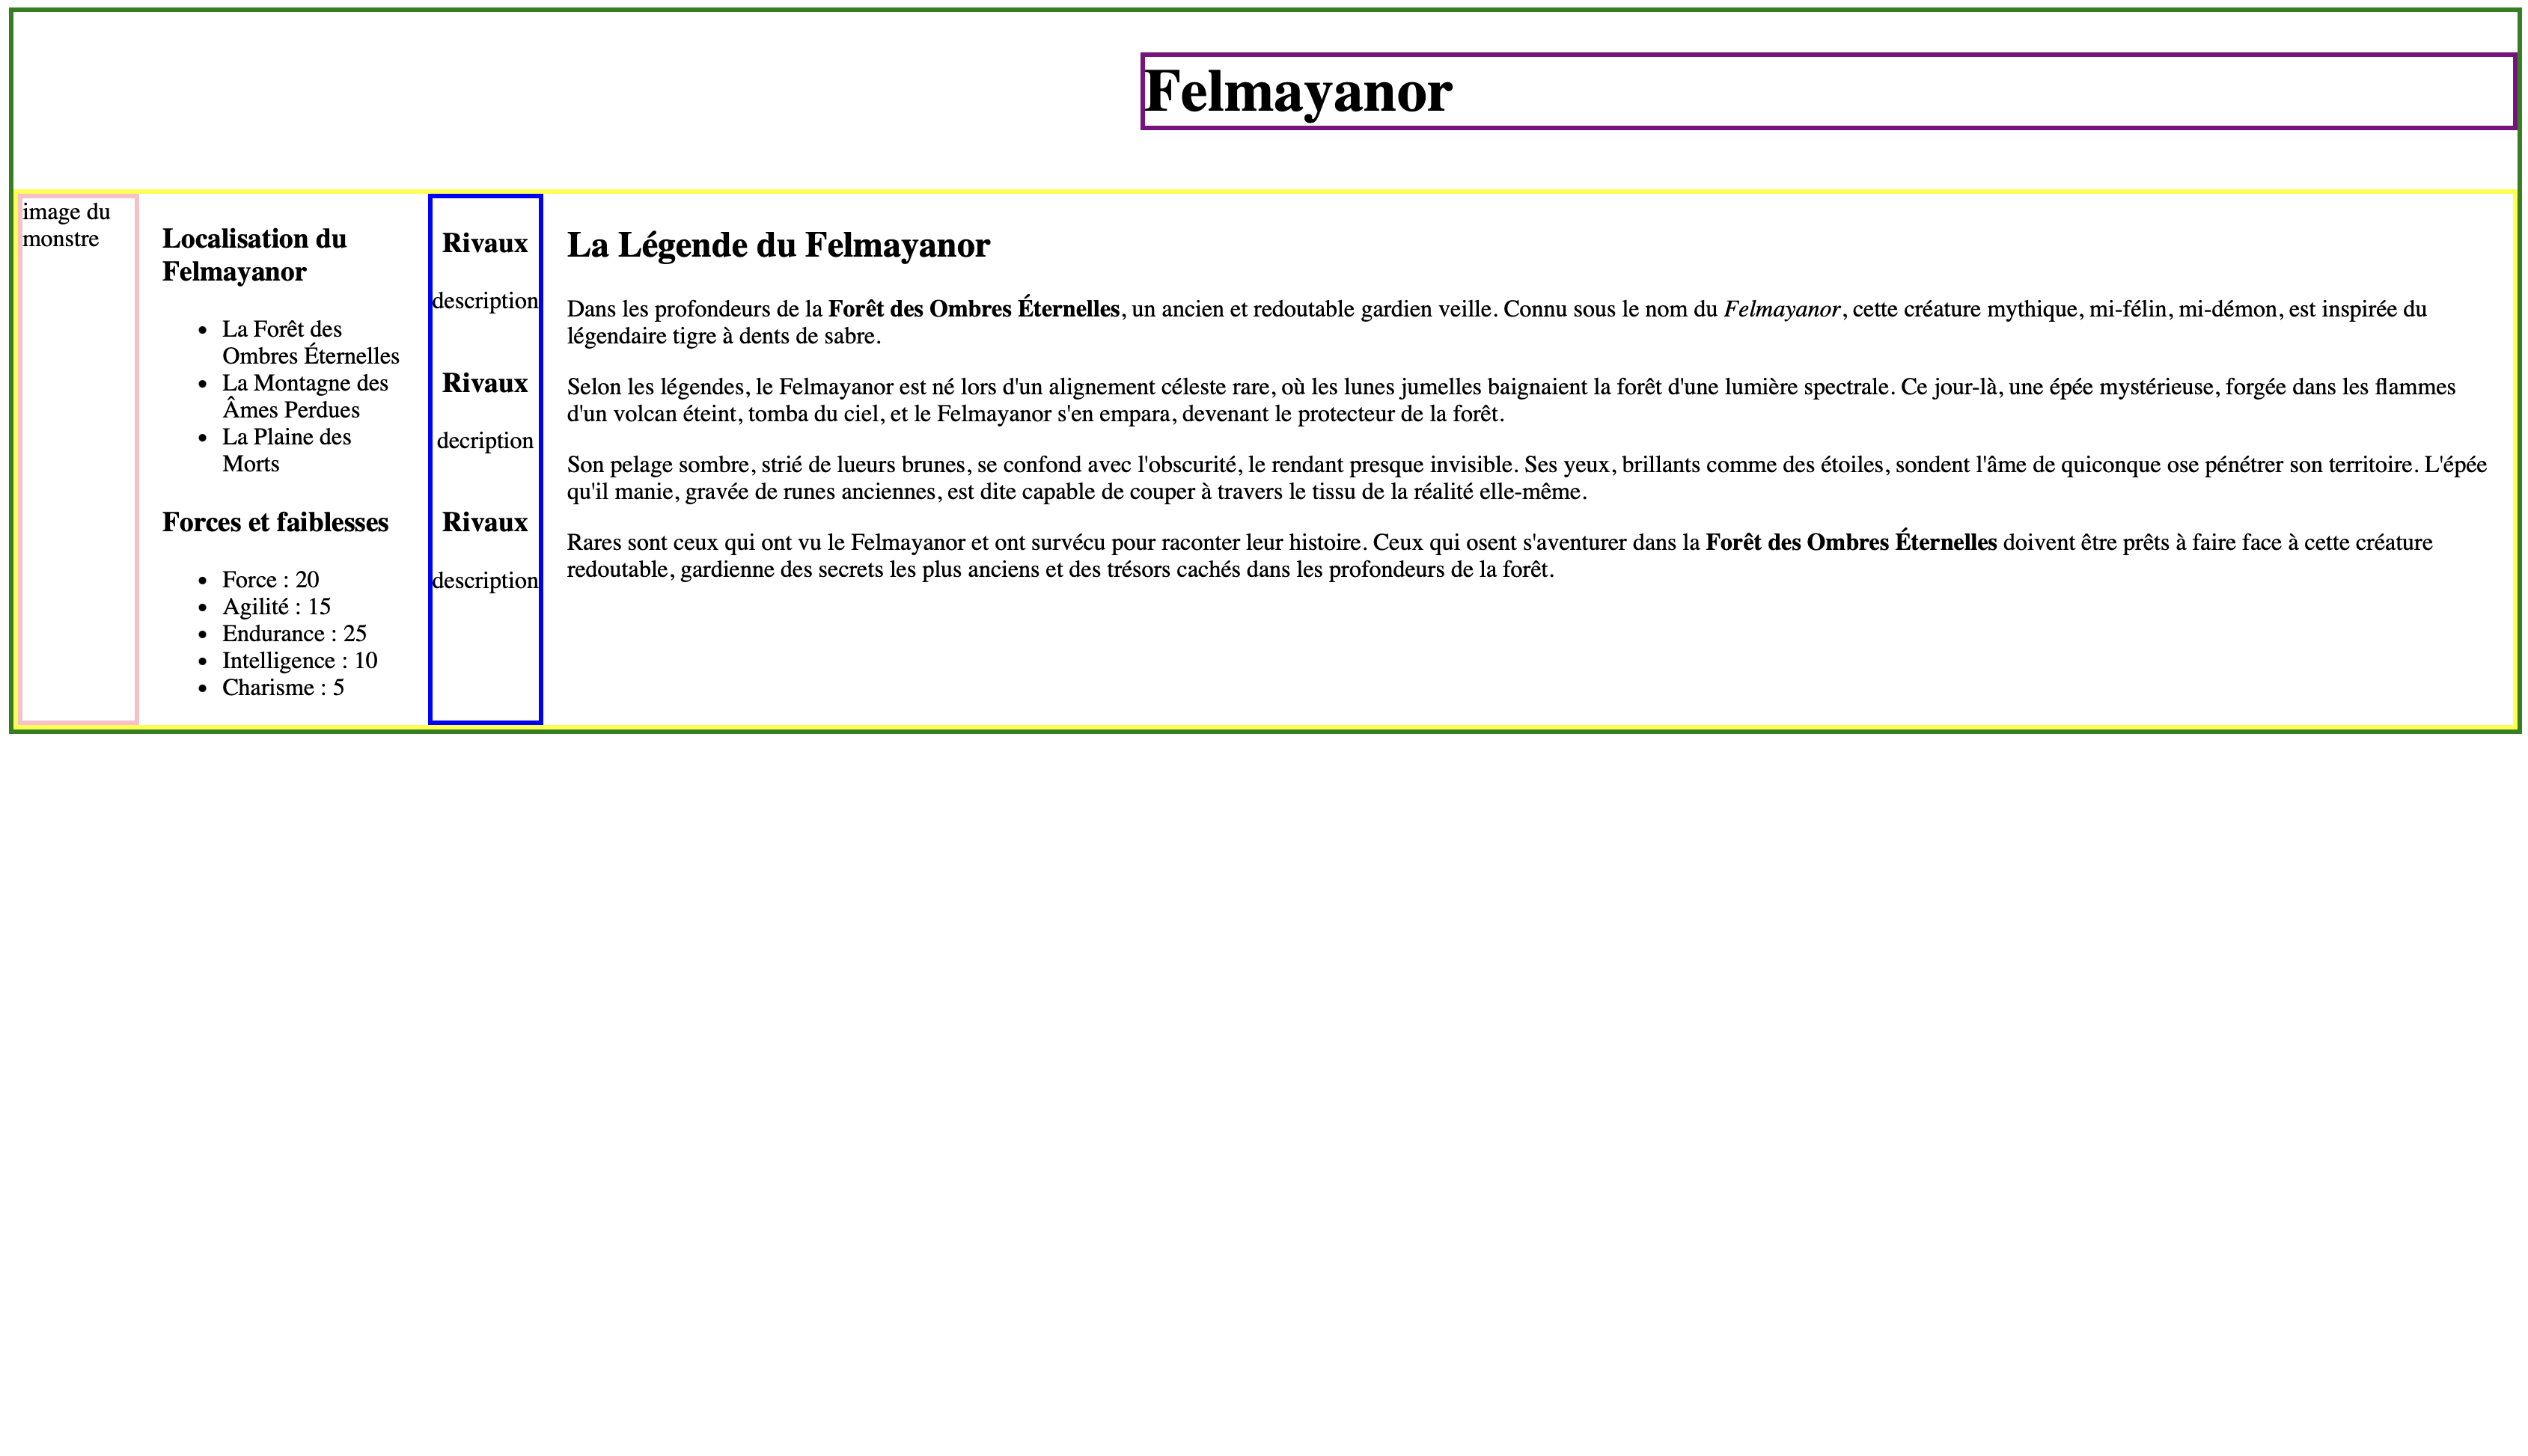 Felmayanor
image du
monstre
Localisation du
Felmayanor
• La Forêt des
Ombres Éternelles
• La Montagne des
Âmes Perdues
• La Plaine des
Morts
Forces et faiblesses
• Force : 20
• Agilité : 15
• Endurance : 25
• Intelligence : 10
• Charisme : 5
Rivaux
description
Rivaux
decription
Rivaux
description
La Légende du Felmayanor
Dans les profondeurs de la Forêt des Ombres Éternelles, un ancien et redoutable gardien veille. Connu sous le nom du Felmayanor, cette créature mythique, mi-félin, mi-démon, est inspirée du
légendaire tigre à dents de sabre.
Selon les légendes, le Felmayanor est né lors d'un alignement céleste rare, où les lunes jumelles baignaient la forêt d'une lumière spectrale. Ce jour-là, une épée mystérieuse, forgée dans les flammes
d'un volcan éteint, tomba du ciel, et le Felmayanor s'en empara, devenant le protecteur de la forêt.
Son pelage sombre, strié de lueurs brunes, se confond avec l'obscurité, le rendant presque invisible. Ses yeux, brillants comme des étoiles, sondent l'âme de quiconque ose pénétrer son territoire. L'épée
qu'il manie, gravée de runes anciennes, est dite capable de couper à travers le tissu de la réalité elle-même.
Rares sont ceux qui ont vu le Felmayanor et ont survécu pour raconter leur histoire. Ceux qui osent s'aventurer dans la Forêt des Ombres Éternelles doivent être prêts à faire face à cette créature
redoutable, gardienne des secrets les plus anciens et des trésors cachés dans les profondeurs de la forêt.